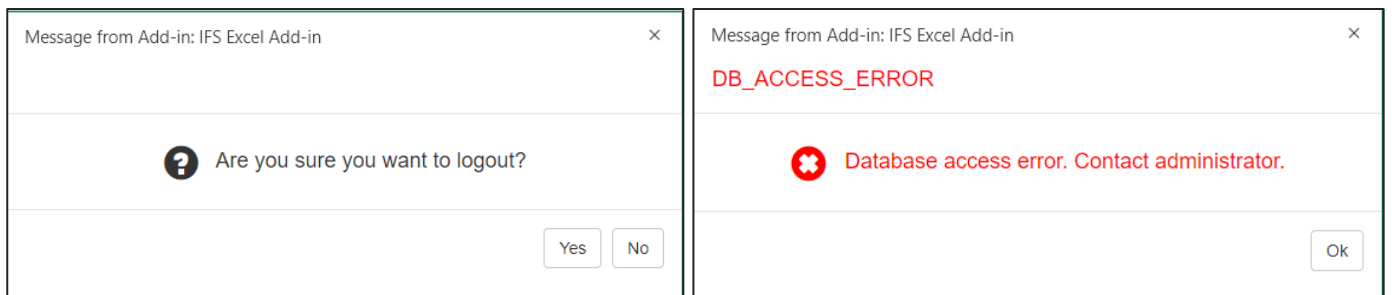 Message from Add-in: IFS Excel Add-in
Are you sure you want to logout?
Yes No
Message from Add-in: IFS Excel Add-in
DB_ACCESS_ERROR
Database access error. Contact administrator.
Ok